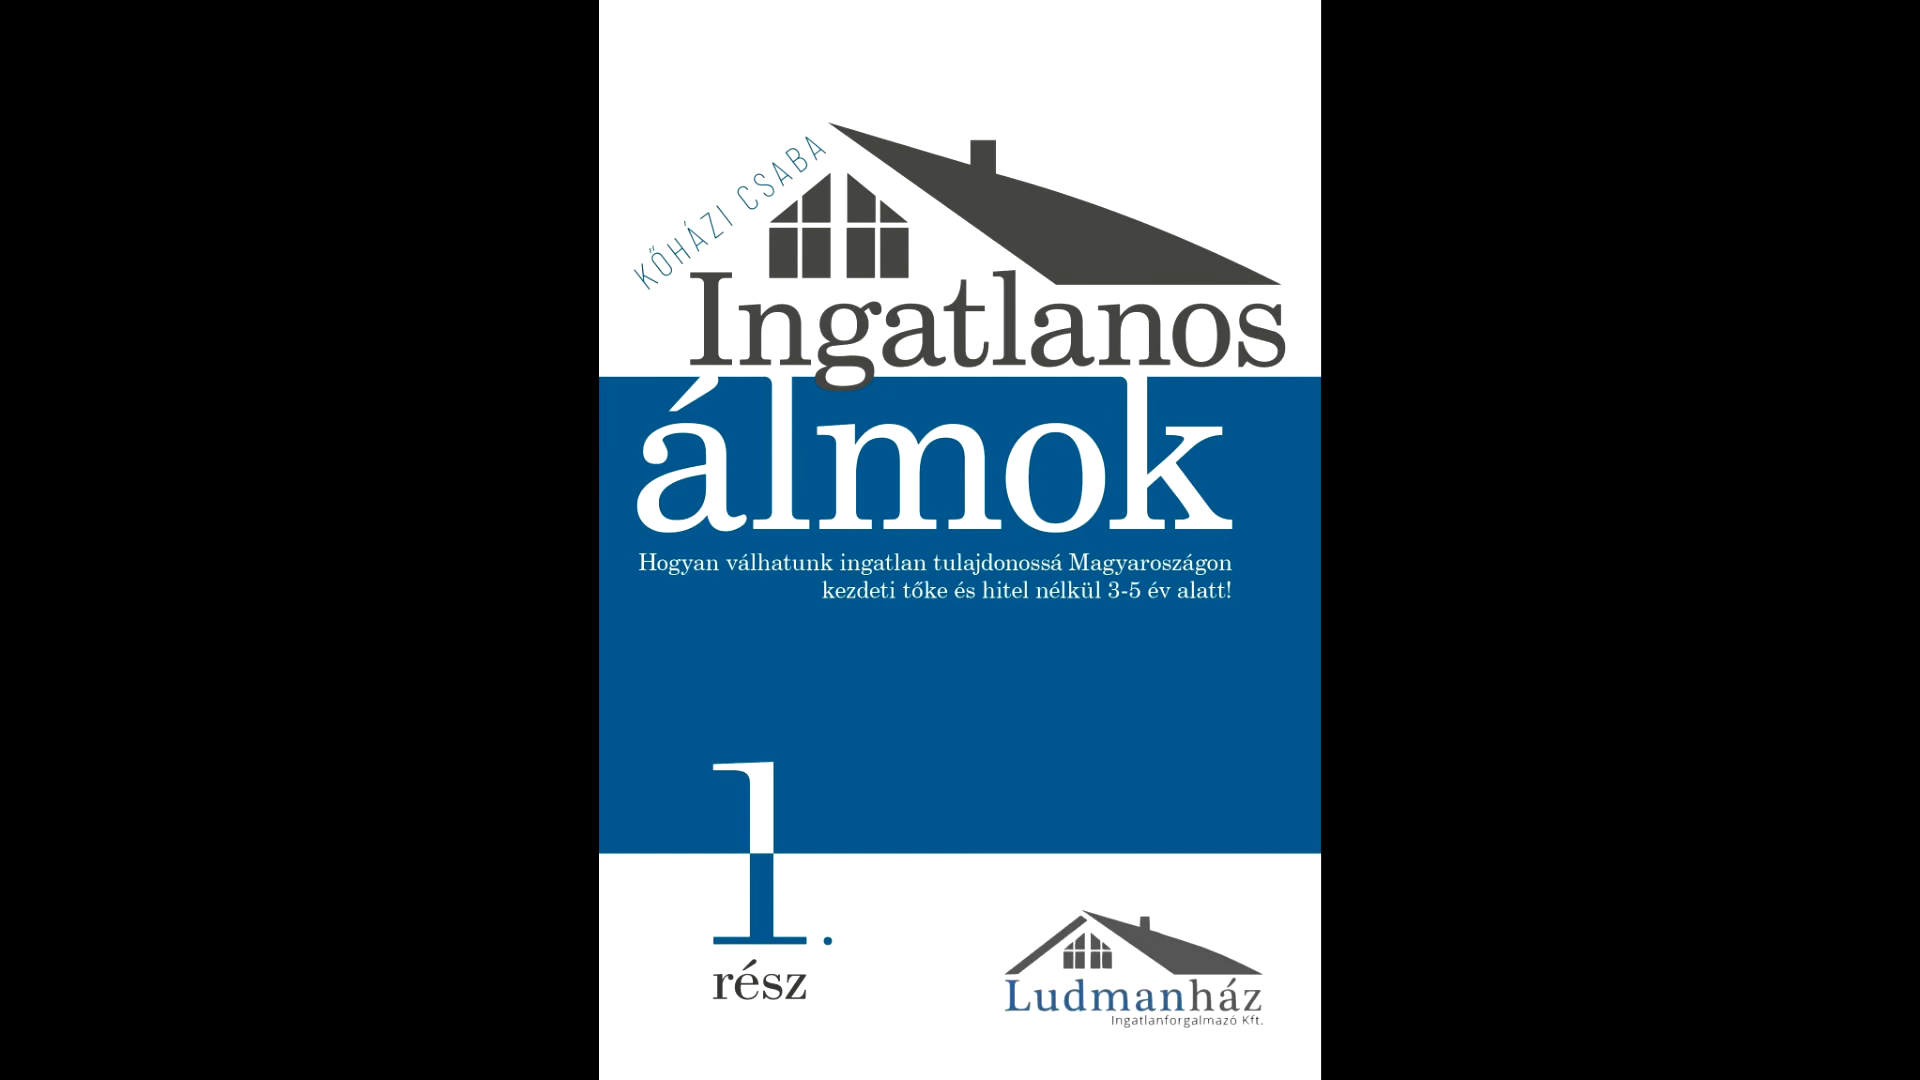 KŐHÁZI CSABA
Ingatlanos
álmok
Hogyan válhatunk ingatlan tulajdonossá Magyaroszágon
kezdeti tőke és hitel nélkül 3-5 év alatt!
1.
rész
Ludmanház
Ingatlanforgalmazó Kft.